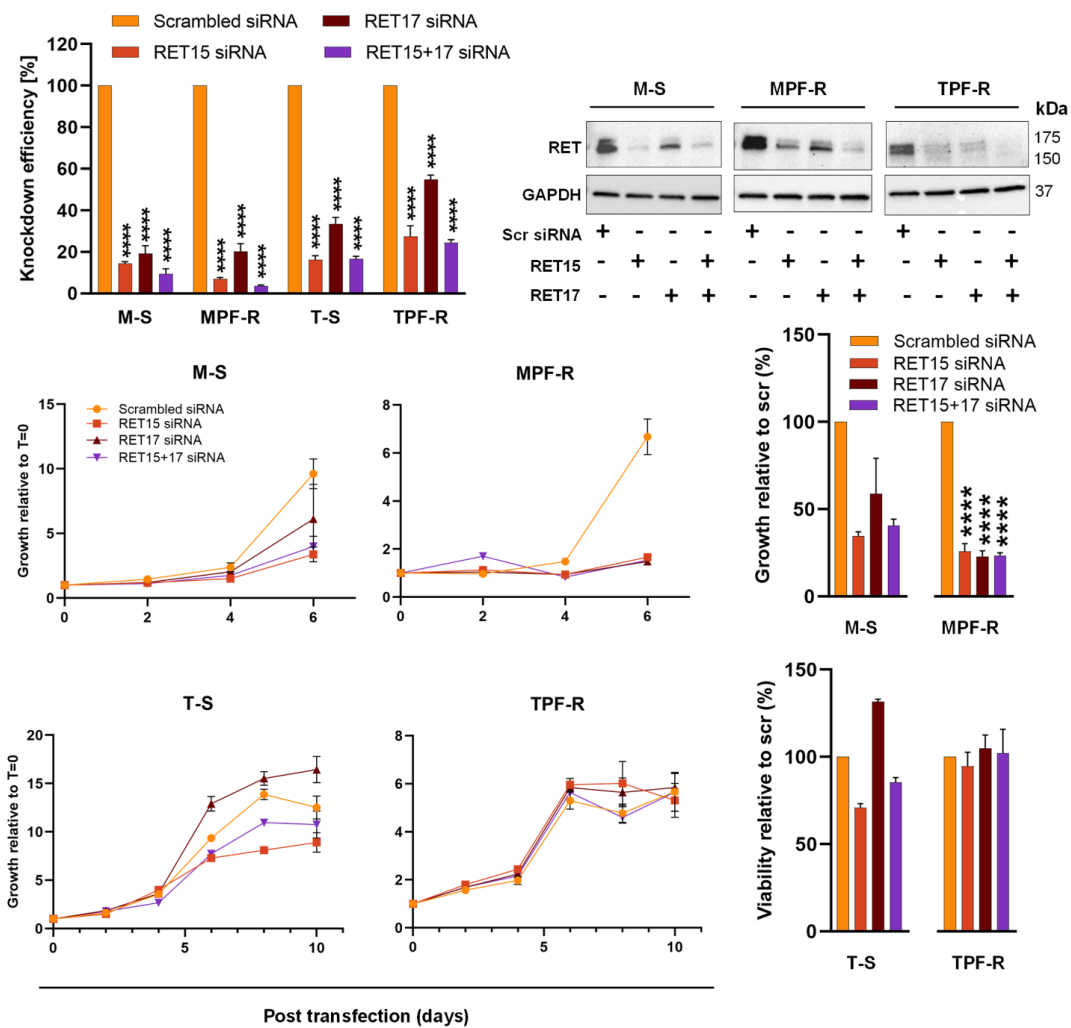 Scrambled siRNA
RET17 siRNA
RET15 siRNA
RET15+17 siRNA
Knockdown efficiency [%]
120
100
80
60
40
20
0
**** **** ****
**** **** ****
**** **** ****
**** **** ****
M-S MPF-R T-S TPF-R
M-S MPF-R TPF-R
kDa
RET
175
150
GAPDH
37
Scr siRNA + - - - + - - - + - - -
RET15 - + - + - + - + - + - +
RET17 - - + + - - + + - - + +
M-S
Growth relative to T=0
15
10
5
0
0 2 4 6
Scrambled siRNA
RET15 siRNA
RET17 siRNA
RET15+17 siRNA
MPF-R
8
6
4
2
0
0 2 4 6
Growth relative to scr (%)
150
100
50
0
Scrambled siRNA
RET15 siRNA
RET17 siRNA
RET15+17 siRNA
**** **** ****
M-S MPF-R
T-S
Growth relative to T=0
20
15
10
5
0
0 5 10
TPF-R
8
6
4
2
0
0 5 10
Viability relative to scr (%)
150
100
50
0
T-S TPF-R
Post transfection (days)